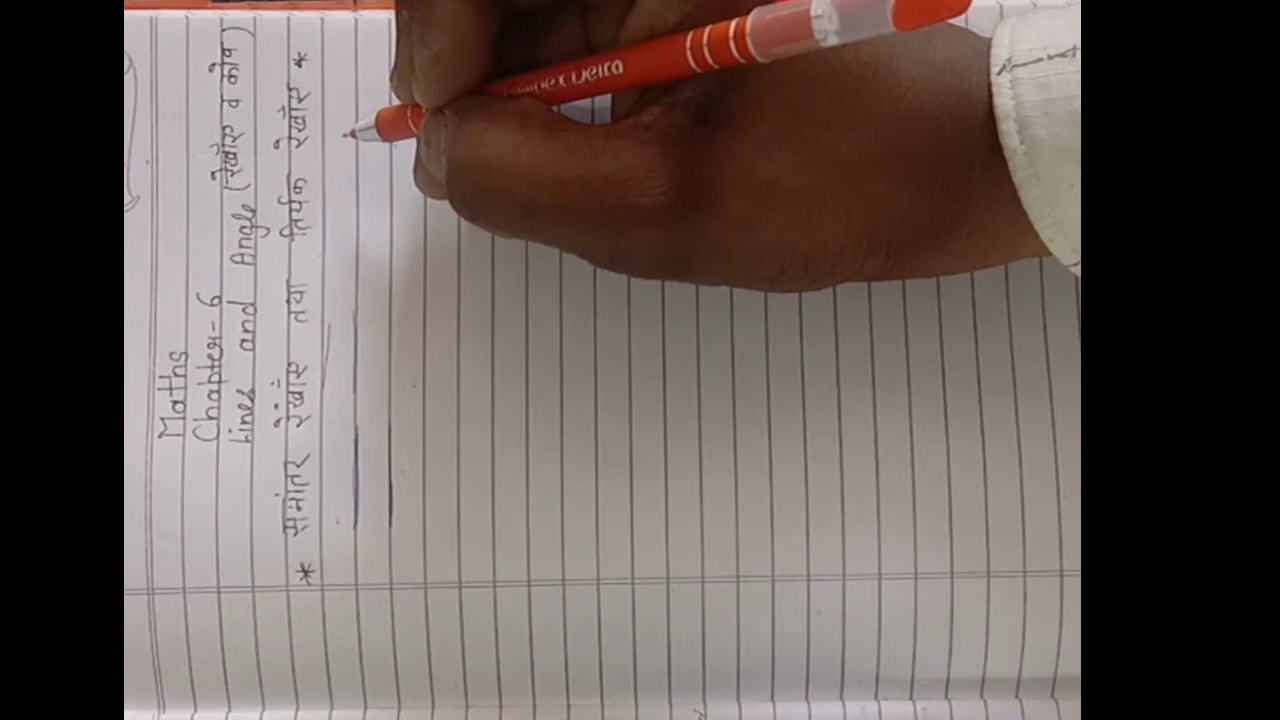 Maths
Chapter-6
Lines and Angle (रेखाँए व कोण)
* समांतर रेखाँए तथा तिर्यक रेखाँए *